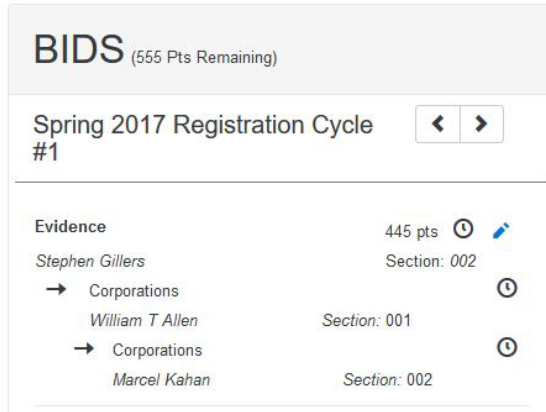 BIDS (555 Pts Remaining)
Spring 2017 Registration Cycle
#1
Evidence 445 pts
Stephen Gillers Section: 002
Corporations
William T Allen Section: 001
Corporations
Marcel Kahan Section: 002